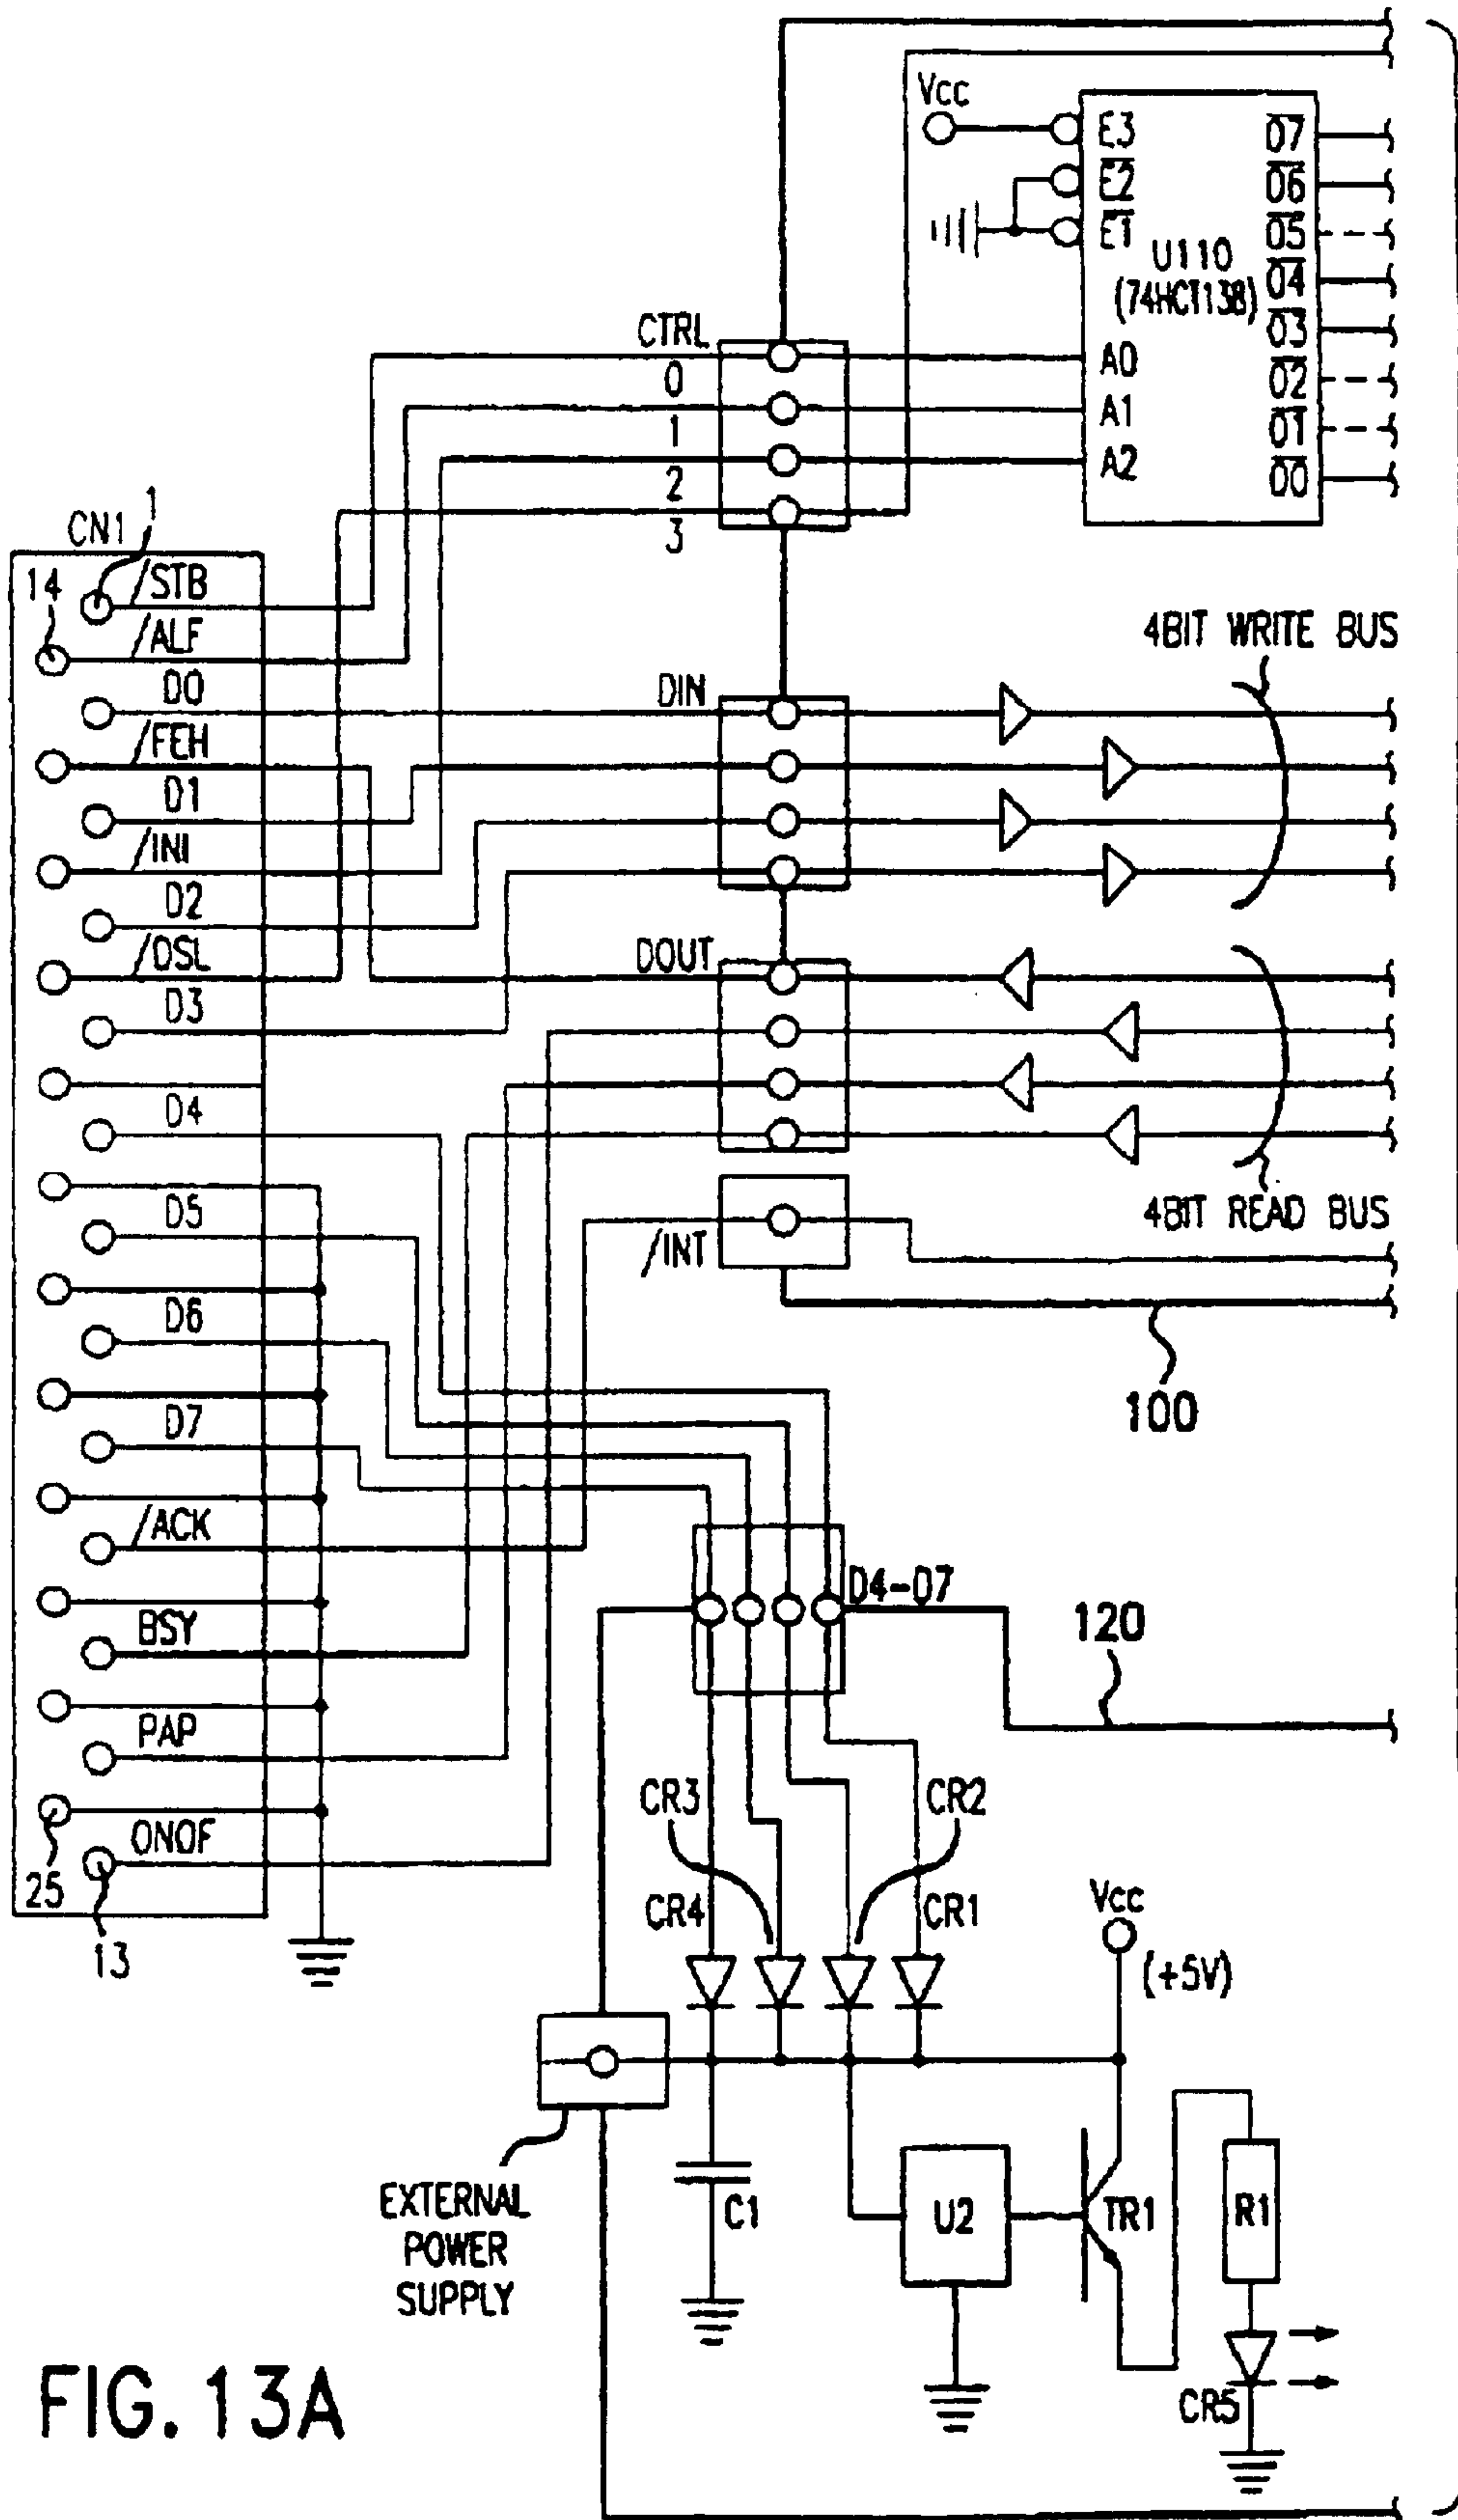 Vcc
E3
E2
E1
U110
(74HCT138)
A0
A1
A2
O7
O6
O5
O4
O3
O2
O1
O0
CTRL
0
1
2
3
CN1
1
14
/STB
/ALF
D0
/FEH
D1
/INI
D2
/DSL
D3
D4
D5
D6
D7
/ACK
BSY
PAP
ONOF
25
13
DIN
4BIT WRITE BUS
DOUT
4BIT READ BUS
/INT
100
D4-D7
120
CR3
CR2
CR4
CR1
Vcc
(+5V)
EXTERNAL
POWER
SUPPLY
C1
U2
TR1
R1
CR5
FIG. 13A